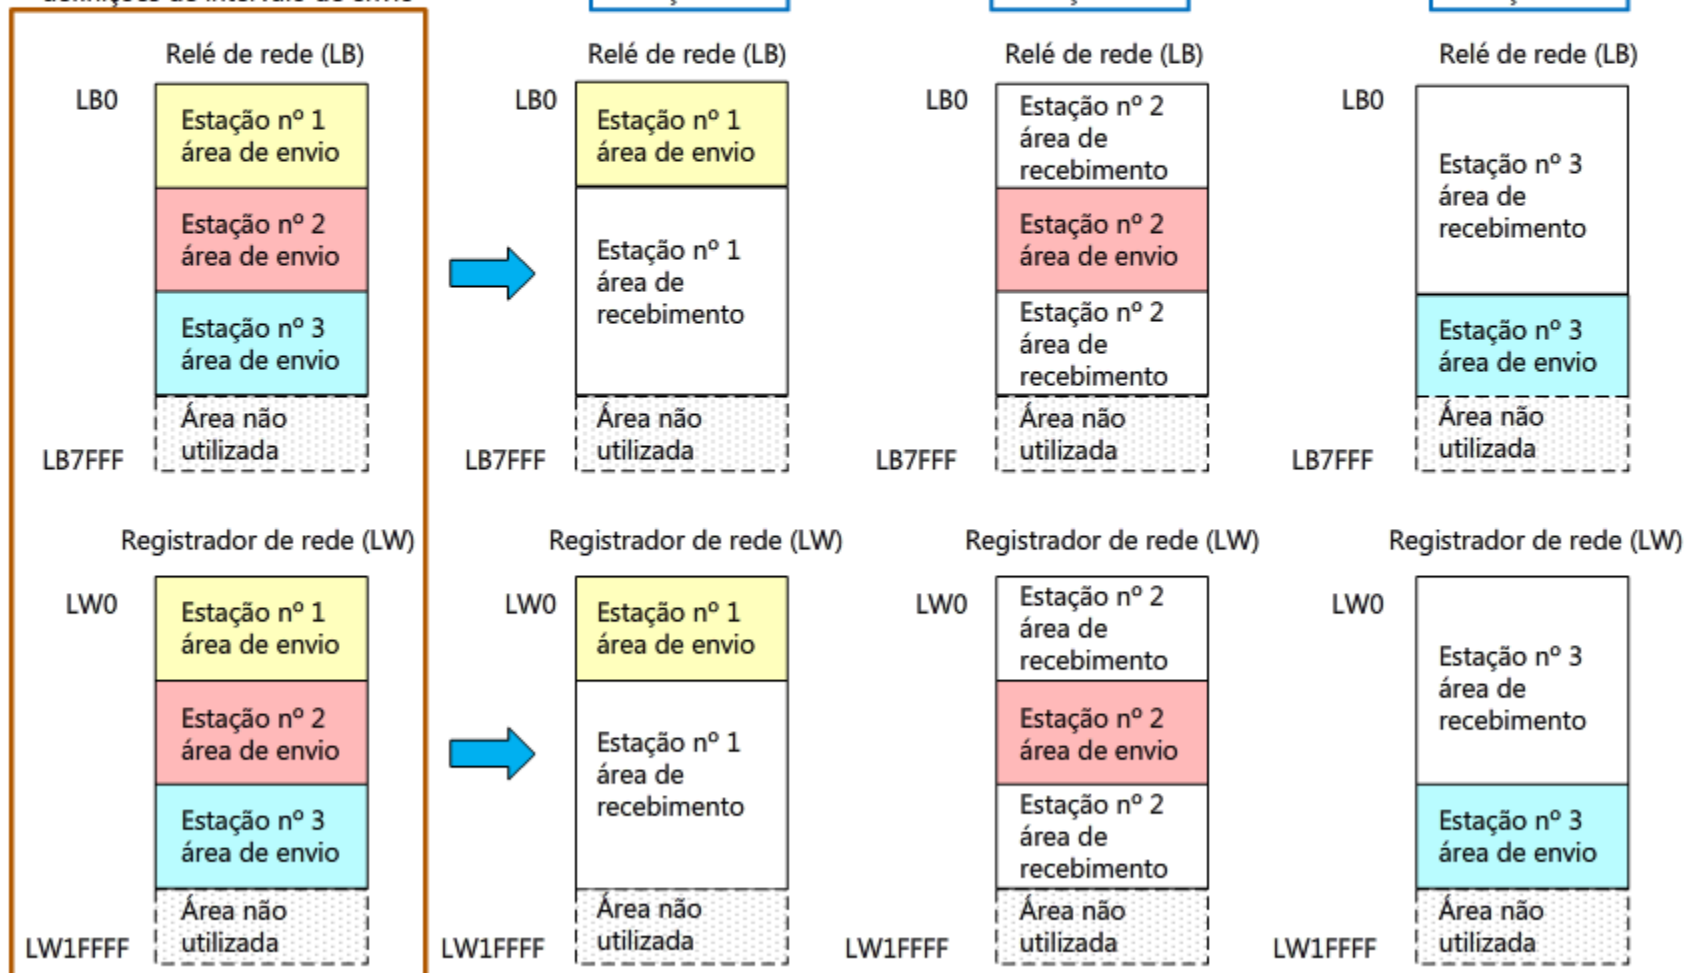 Relé de rede (LB)
LB0
Estação nº 1
área de envio
Estação nº 2
área de envio
Estação nº 3
área de envio
Área não
utilizada
LB7FFF
Relé de rede (LB)
LB0
Estação nº 1
área de envio
Estação nº 1
área de
recebimento
Área não
utilizada
LB7FFF
Relé de rede (LB)
LB0
Estação nº 2
área de
recebimento
Estação nº 2
área de envio
Estação nº 2
área de
recebimento
Área não
utilizada
LB7FFF
Relé de rede (LB)
LB0
Estação nº 3
área de
recebimento
Estação nº 3
área de envio
Área não
utilizada
LB7FFF
Registrador de rede (LW)
LW0
Estação nº 1
área de envio
Estação nº 2
área de envio
Estação nº 3
área de envio
Área não
utilizada
LW1FFFF
Registrador de rede (LW)
LW0
Estação nº 1
área de envio
Estação nº 1
área de
recebimento
Área não
utilizada
LW1FFFF
Registrador de rede (LW)
LW0
Estação nº 2
área de
recebimento
Estação nº 2
área de envio
Estação nº 2
área de
recebimento
Área não
utilizada
LW1FFFF
Registrador de rede (LW)
LW0
Estação nº 3
área de
recebimento
Estação nº 3
área de envio
Área não
utilizada
LW1FFFF